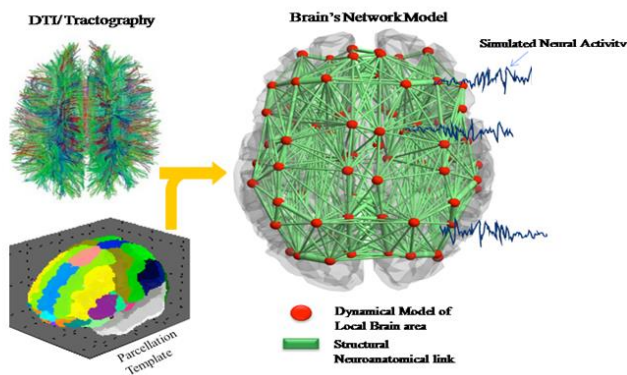 DTI/ Tractography
Brain's Network Model
Simulated Neural Activity
Parcellation
Template
Dynamical Model of
Local Brain area
Structural
Neuroanatomical link